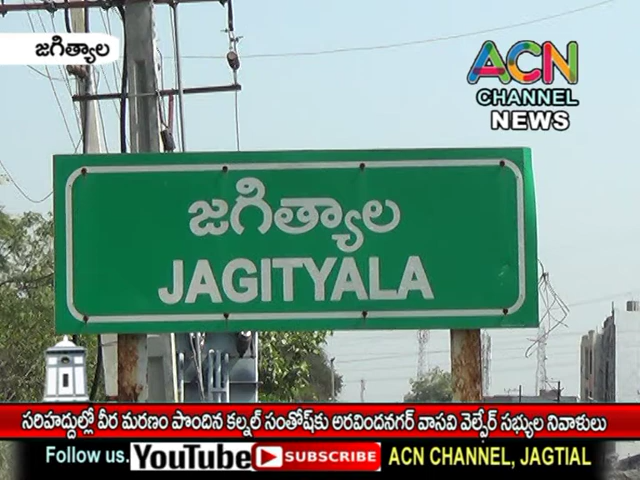 జగిత్యాల
ACN
CHANNEL
NEWS
జగిత్యాల
JAGITYALA
సరిహద్దుల్లో వీర మరణం పొందిన కల్నల్ సంతోష్‌కు అరవిందనగర్ వాసవి వెల్ఫేర్ సభ్యుల నివాళులు
Follow us. YouTube SUBSCRIBE ACN CHANNEL, JAGTIAL